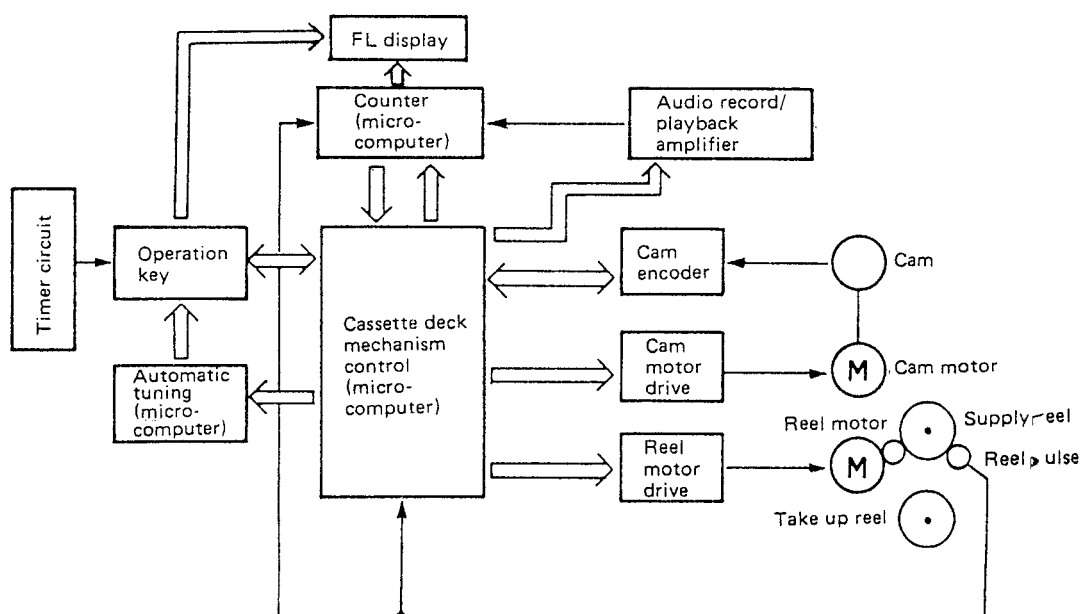 FL display
Counter
(micro-
computer)
Audio record/
playback
amplifier
Timer circuit
Operation
key
Cam
encoder
Cam
Cassette deck
mechanism
control
(micro-
computer)
Cam
motor
drive
M
Cam motor
Automatic
tuning
(micro-
computer)
Reel motor
Supply reel
Reel
motor
drive
M
Reel pulse
Take up reel